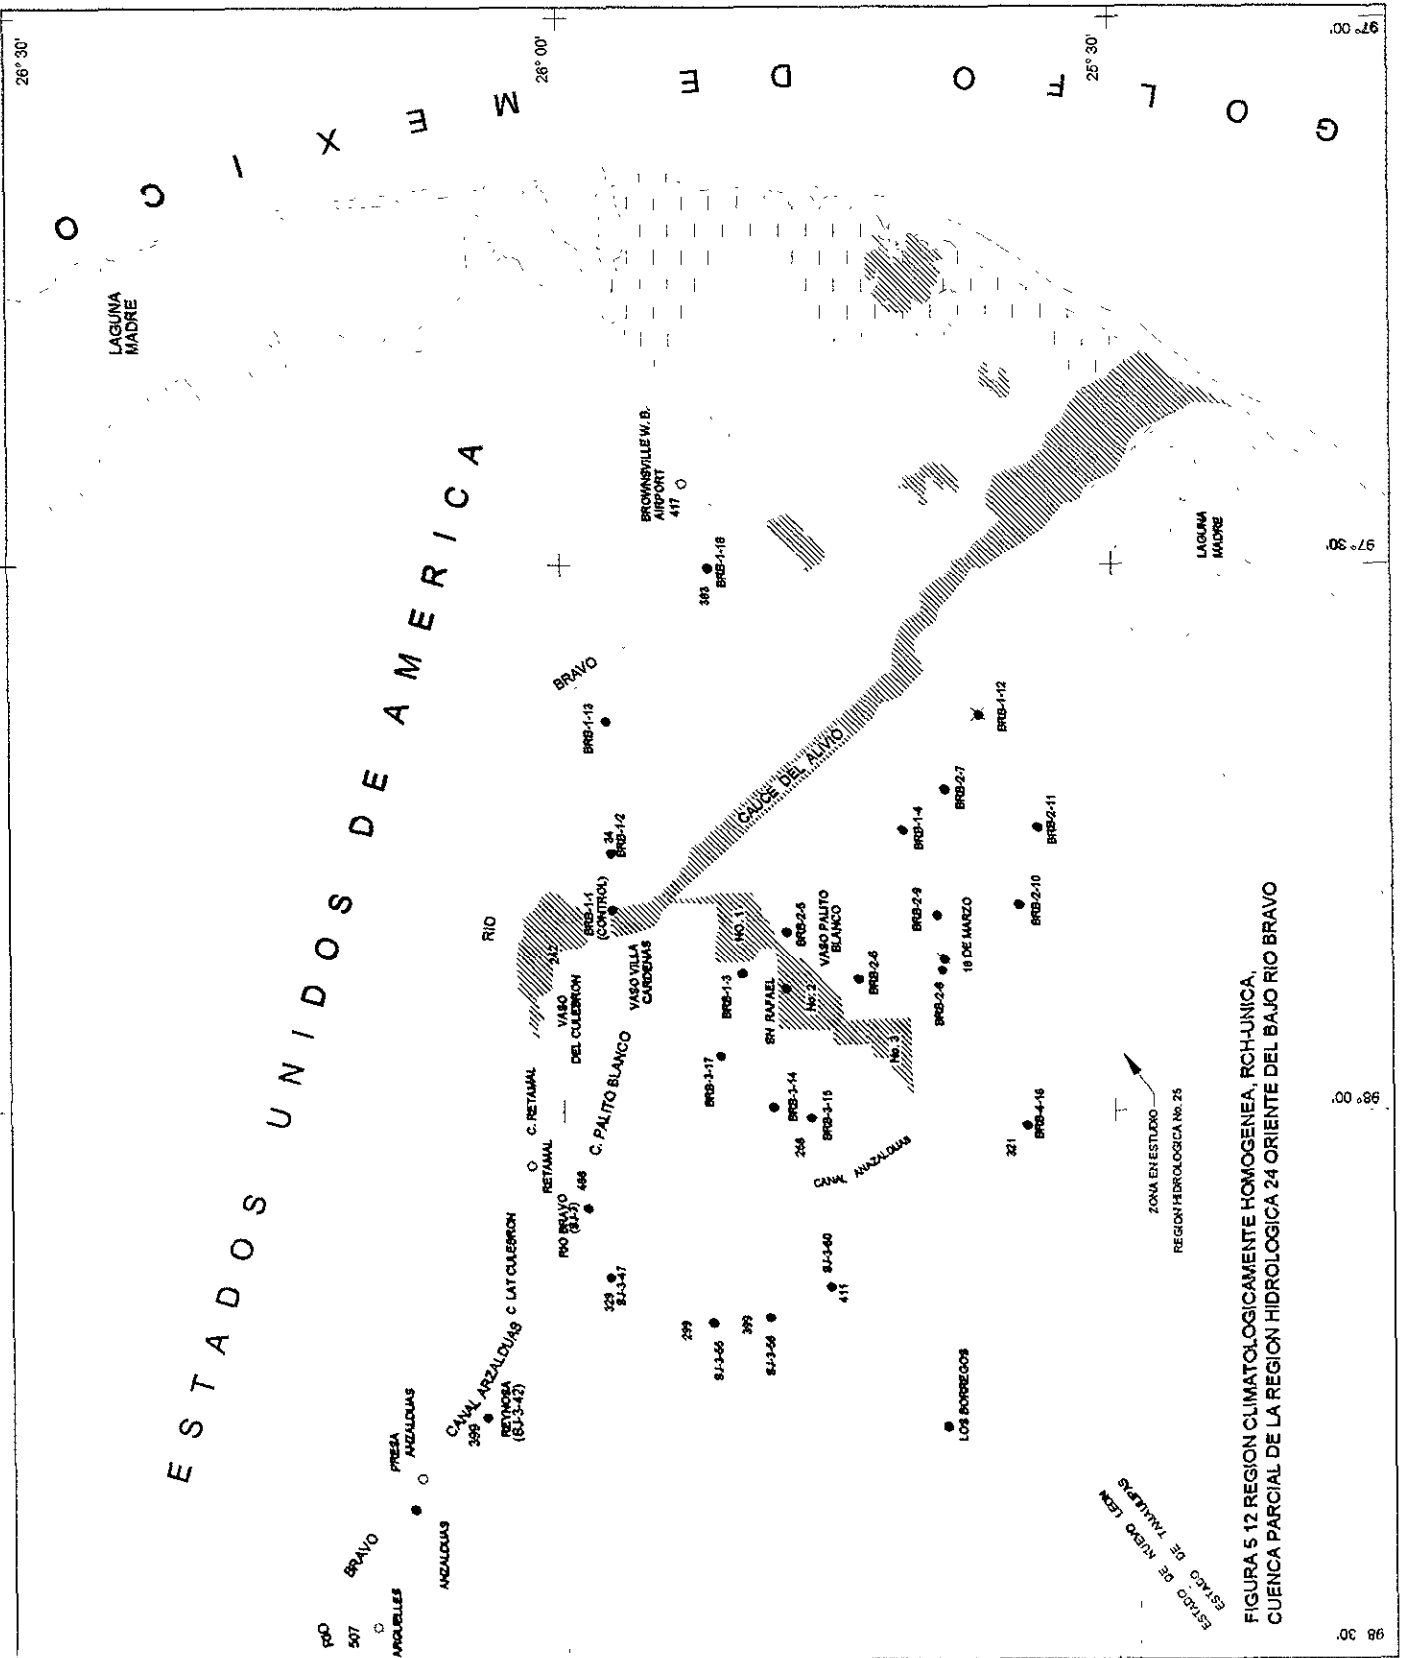 26° 30'
26° 00'
25° 30'
97° 00'
97° 30'
98° 00'
98 30'
GOLFO DE MEXICO
ESTADOS UNIDOS DE AMERICA
LAGUNA
MADRE
LAGUNA
MADRE
RIO
507
ARGUELLES
BRAVO
PRESA
ANZALDUAS
ANZALDUAS
CANAL ARZALDUAS
C LAT CULEBRON
399
REYNOSA
(SJ-3-42)
RETAMAL
C. RETAMAL
RIO BRAVO
(SJ-3)
486
C. PALITO BLANCO
329
SJ-3-47
299
SJ-3-55
399
SJ-3-56
SJ-3-60
411
LOS BORREGOS
RIO
242
VASO
DEL CULEBRON
BRB-1-1
(CONTROL)
VASO VILLA
CARDENAS
34
BRB-1-2
BRB-1-13
BRAVO
BROWNSVILLE W. B.
AIRPORT
417
383
BRB-1-18
CAUCE DEL ALIVIO
NO. 1
BRB-1-3
BRB-2-5
SN RAFAEL
No. 2
VASO PALITO
BLANCO
BRB-2-6
No. 3
BRB-3-17
BRB-3-14
268
BRB-3-15
CANAL ANAZALDUAS
BRB-1-4
BRB-2-7
BRB-1-12
BRB-2-9
BRB-2-8
18 DE MARZO
BRB-2-10
BRB-2-11
321
BRB-4-16
ZONA EN ESTUDIO
REGION HIDROLOGICA No. 25
ESTADO DE NUEVO LEON
ESTADO DE TAMAULIPAS
FIGURA 5 12 REGION CLIMATOLOGICAMENTE HOMOGENEA, RCH-UNICA,
CUENCA PARCIAL DE LA REGION HIDROLOGICA 24 ORIENTE DEL BAJO RIO BRAVO